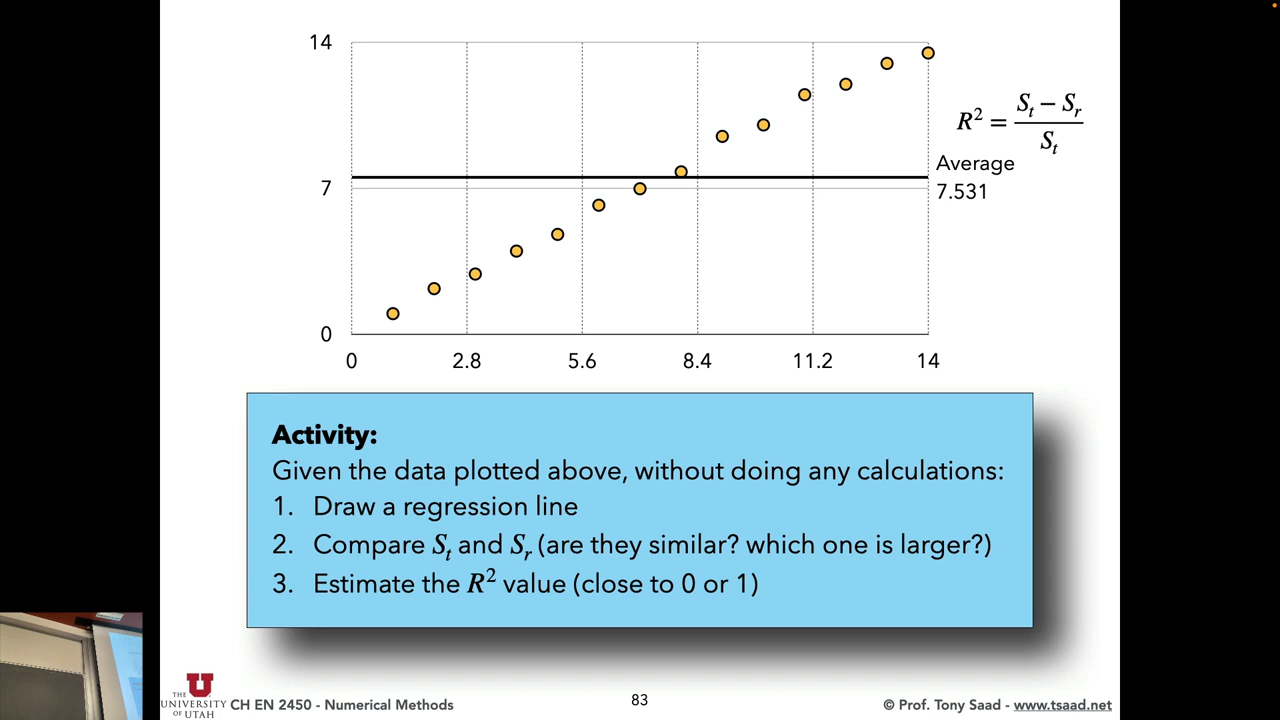 14
7
0
0 2.8 5.6 8.4 11.2 14
R² = (Sₜ − Sᵣ) / Sₜ
Average
7.531
Activity:
Given the data plotted above, without doing any calculations:
1. Draw a regression line
2. Compare Sₜ and Sᵣ (are they similar? which one is larger?)
3. Estimate the R² value (close to 0 or 1)
THE
UNIVERSITY
OF UTAH
CH EN 2450 - Numerical Methods
83
© Prof. Tony Saad - www.tsaad.net